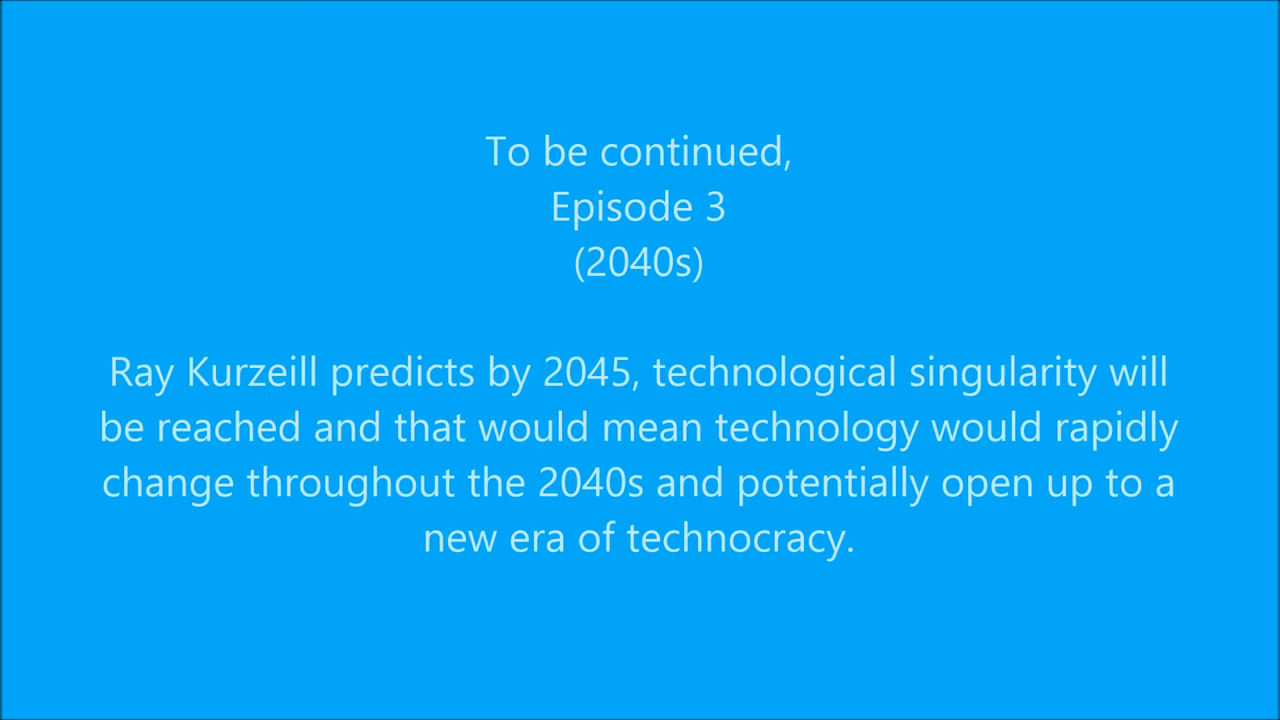 To be continued,
Episode 3
(2040s)
Ray Kurzeill predicts by 2045, technological singularity will
be reached and that would mean technology would rapidly
change throughout the 2040s and potentially open up to a
new era of technocracy.